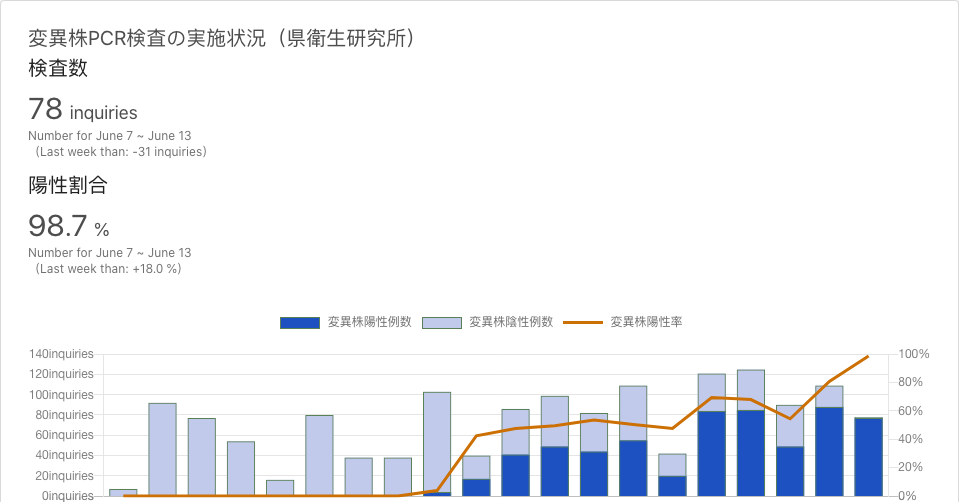 変異株PCR検査の実施状況（県衛生研究所）
検査数
78 inquiries
Number for June 7 ~ June 13
（Last week than: -31 inquiries）
陽性割合
98.7 %
Number for June 7 ~ June 13
（Last week than: +18.0 %）
変異株陽性例数 変異株陰性例数 変異株陽性率
140inquiries 100%
120inquiries 80%
100inquiries
80inquiries 60%
60inquiries 40%
40inquiries
20inquiries 20%
0inquiries 0%